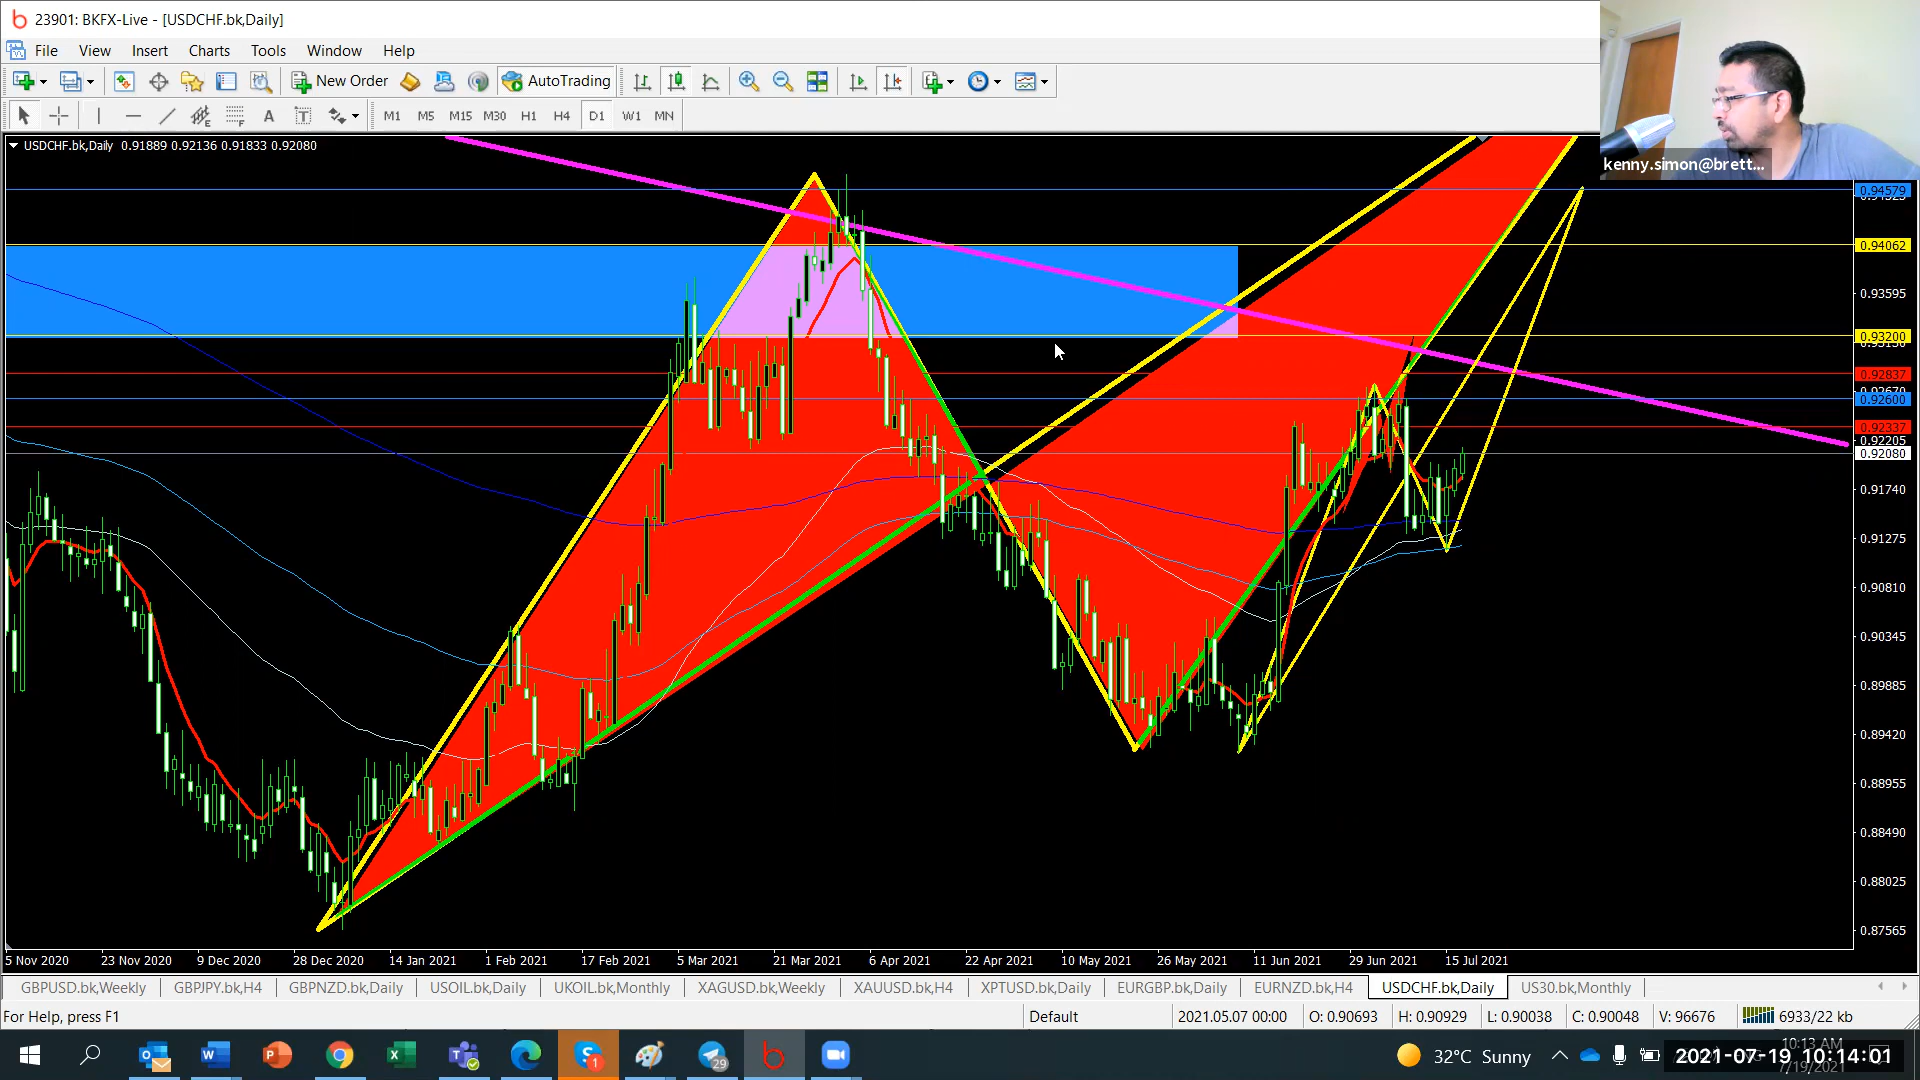 23901: BKFX-Live - [USDCHF.bk,Daily]
File View Insert Charts Tools Window Help
New Order AutoTrading
A T M1 M5 M15 M30 H1 H4 D1 W1 MN
kenny.simon@brett...
USDCHF.bk,Daily 0.91889 0.92136 0.91833 0.92080
0.94579
0.94062
0.93595
0.93200
0.92837
0.92670
0.92600
0.92337
0.92205
0.92080
0.91740
0.91275
0.90810
0.90345
0.89885
0.89420
0.88955
0.88490
0.88025
0.87565
5 Nov 2020 23 Nov 2020 9 Dec 2020 28 Dec 2020 14 Jan 2021 1 Feb 2021 17 Feb 2021 5 Mar 2021 21 Mar 2021 6 Apr 2021 22 Apr 2021 10 May 2021 26 May 2021 11 Jun 2021 29 Jun 2021 15 Jul 2021
GBPUSD.bk,Weekly GBPJPY.bk,H4 GBPNZD.bk,Daily USOIL.bk,Daily UKOIL.bk,Monthly XAGUSD.bk,Weekly XAUUSD.bk,H4 XPTUSD.bk,Daily EURGBP.bk,Daily EURNZD.bk,H4 USDCHF.bk,Daily US30.bk,Monthly
For Help, press F1 Default 2021.05.07 00:00 O: 0.90693 H: 0.90929 L: 0.90038 C: 0.90048 V: 96676 6933/22 kb
10:13 AM
32°C Sunny 2021-07-19 10:14:01
7/19/2021